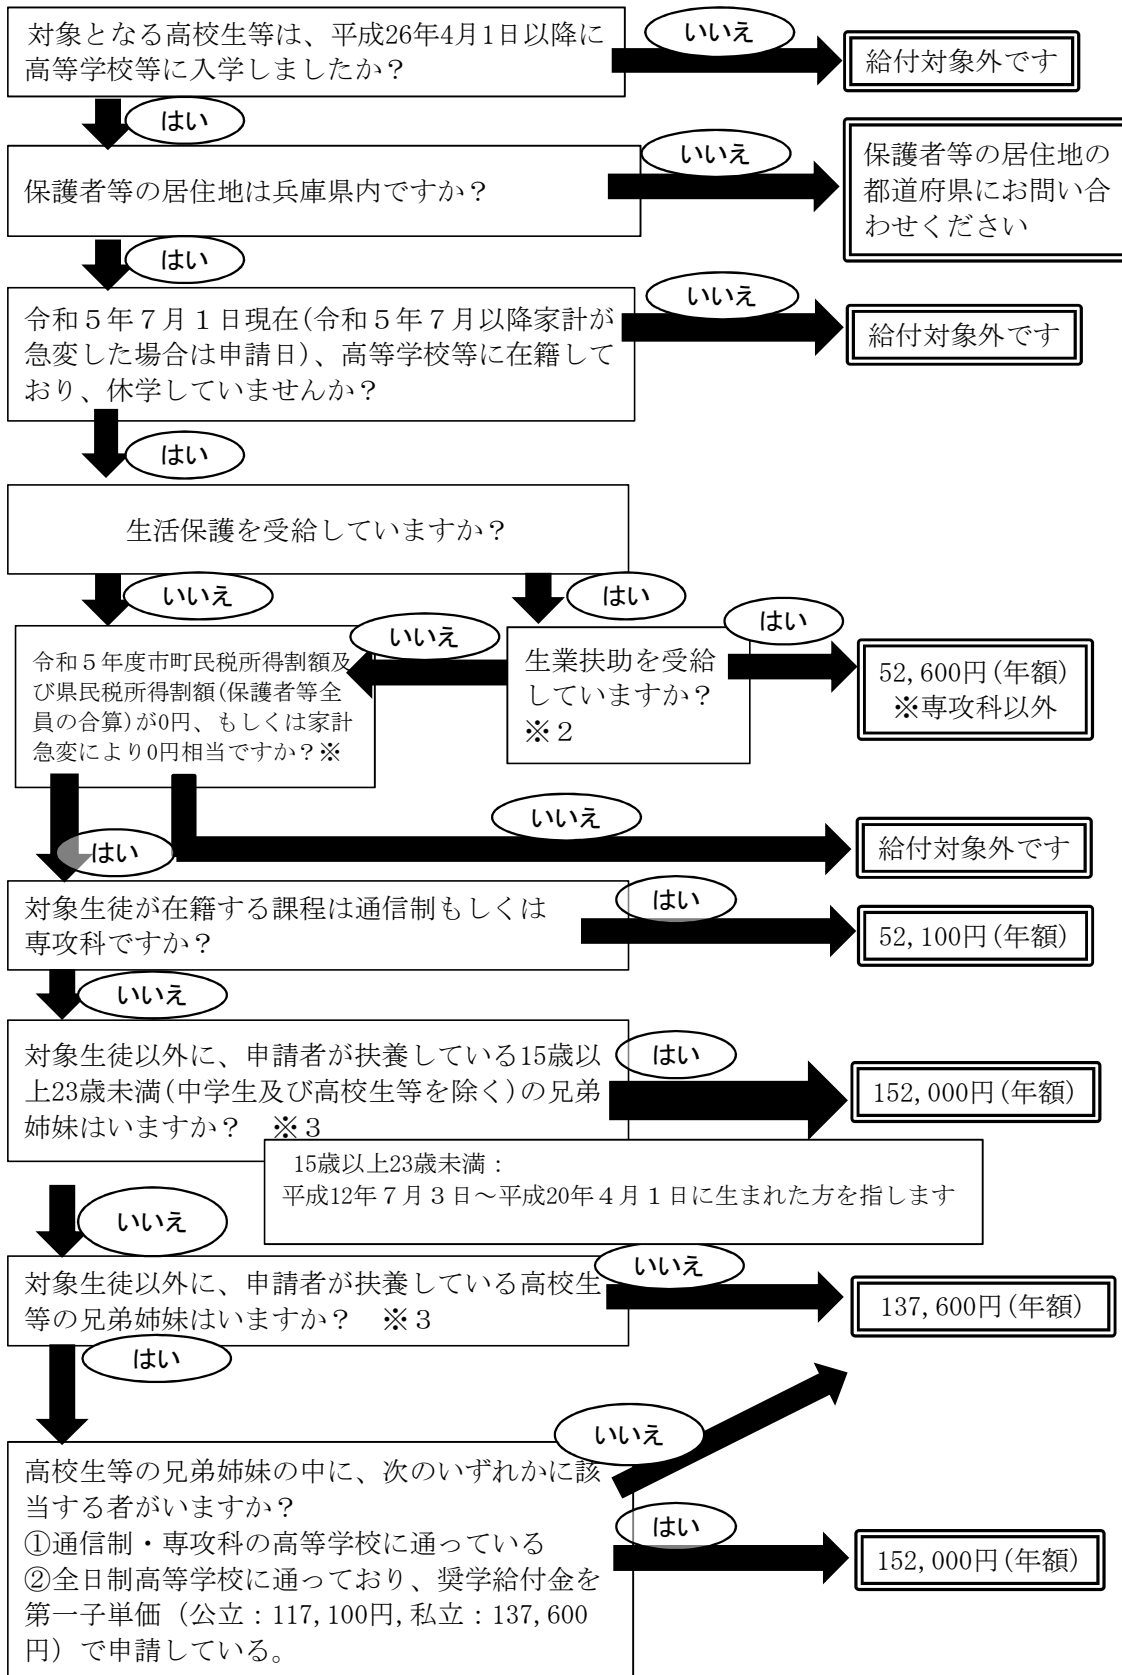 対象となる高校生等は、平成26年4月1日以降に
高等学校等に入学しましたか？
いいえ
給付対象外です
はい
保護者等の居住地は兵庫県内ですか？
いいえ
保護者等の居住地の
都道府県にお問い合
わせください
はい
令和５年７月１日現在(令和５年７月以降家計が
急変した場合は申請日)、高等学校等に在籍して
おり、休学していませんか？
いいえ
給付対象外です
はい
生活保護を受給していますか？
いいえ
はい
令和５年度市町民税所得割額及
び県民税所得割額(保護者等全
員の合算)が0円、もしくは家計
急変により0円相当ですか？※
いいえ
生業扶助を受給
していますか？
※２
はい
52,600円(年額)
※専攻科以外
いいえ
給付対象外です
はい
対象生徒が在籍する課程は通信制もしくは
専攻科ですか？
はい
52,100円(年額)
いいえ
対象生徒以外に、申請者が扶養している15歳以
上23歳未満(中学生及び高校生等を除く)の兄弟
姉妹はいますか？　※３
はい
152,000円(年額)
15歳以上23歳未満：
平成12年７月３日～平成20年４月１日に生まれた方を指します
いいえ
対象生徒以外に、申請者が扶養している高校生
等の兄弟姉妹はいますか？　※３
いいえ
137,600円(年額)
はい
高校生等の兄弟姉妹の中に、次のいずれかに該
当する者がいますか？
①通信制・専攻科の高等学校に通っている
②全日制高等学校に通っており、奨学給付金を
第一子単価（公立：117,100円,私立：137,600
円）で申請している。
いいえ
はい
152,000円(年額)